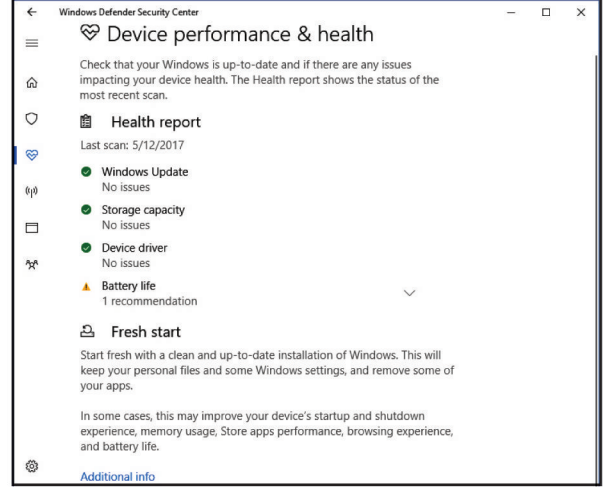 Windows Defender Security Center
Device performance & health
Check that your Windows is up-to-date and if there are any issues
impacting your device health. The Health report shows the status of the
most recent scan.
Health report
Last scan: 5/12/2017
Windows Update
No issues
Storage capacity
No issues
Device driver
No issues
Battery life
1 recommendation
Fresh start
Start fresh with a clean and up-to-date installation of Windows. This will
keep your personal files and some Windows settings, and remove some of
your apps.
In some cases, this may improve your device's startup and shutdown
experience, memory usage, Store apps performance, browsing experience,
and battery life.
Additional info